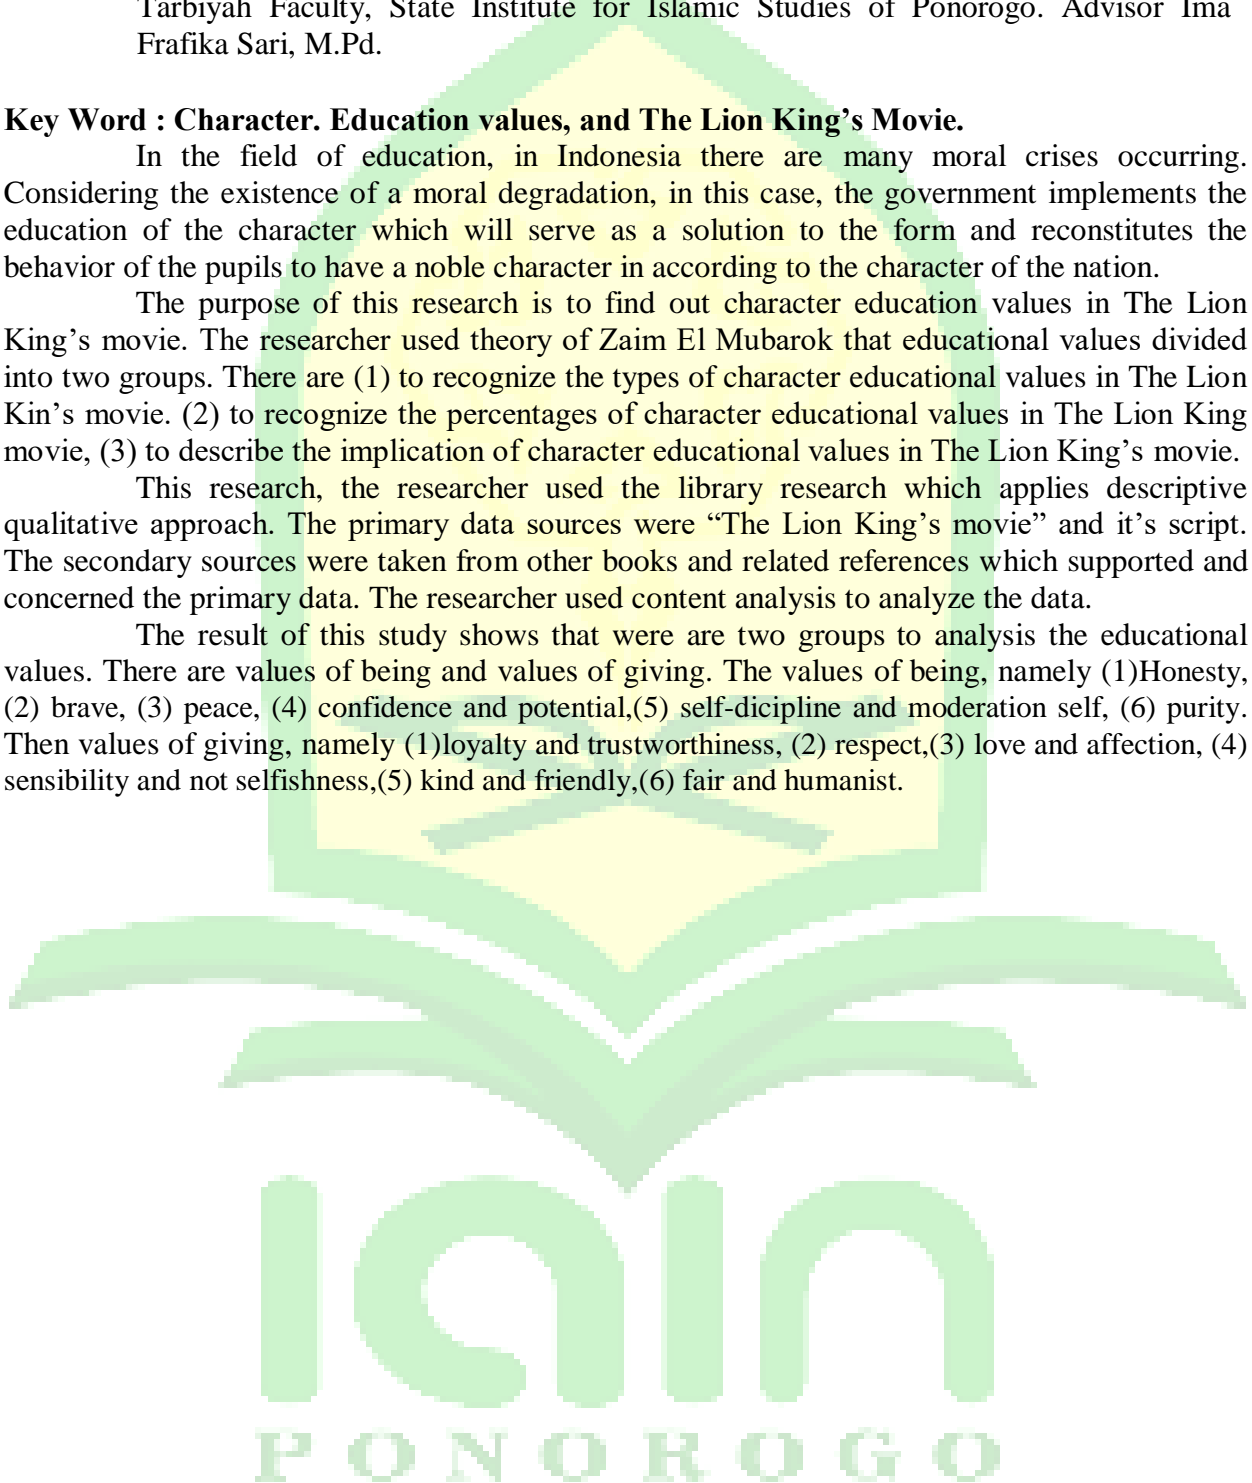 Tarbiyah Faculty, State Institute for Islamic Studies of Ponorogo. Advisor Ima
Frafika Sari, M.Pd.
Key Word : Character. Education values, and The Lion King’s Movie.
In the field of education, in Indonesia there are many moral crises occurring.
Considering the existence of a moral degradation, in this case, the government implements the
education of the character which will serve as a solution to the form and reconstitutes the
behavior of the pupils to have a noble character in according to the character of the nation.
The purpose of this research is to find out character education values in The Lion
King’s movie. The researcher used theory of Zaim El Mubarok that educational values divided
into two groups. There are (1) to recognize the types of character educational values in The Lion
Kin’s movie. (2) to recognize the percentages of character educational values in The Lion King
movie, (3) to describe the implication of character educational values in The Lion King’s movie.
This research, the researcher used the library research which applies descriptive
qualitative approach. The primary data sources were “The Lion King’s movie” and it’s script.
The secondary sources were taken from other books and related references which supported and
concerned the primary data. The researcher used content analysis to analyze the data.
The result of this study shows that were are two groups to analysis the educational
values. There are values of being and values of giving. The values of being, namely (1)Honesty,
(2) brave, (3) peace, (4) confidence and potential,(5) self-dicipline and moderation self, (6) purity.
Then values of giving, namely (1)loyalty and trustworthiness, (2) respect,(3) love and affection, (4)
sensibility and not selfishness,(5) kind and friendly,(6) fair and humanist.
iain
PONOROGO